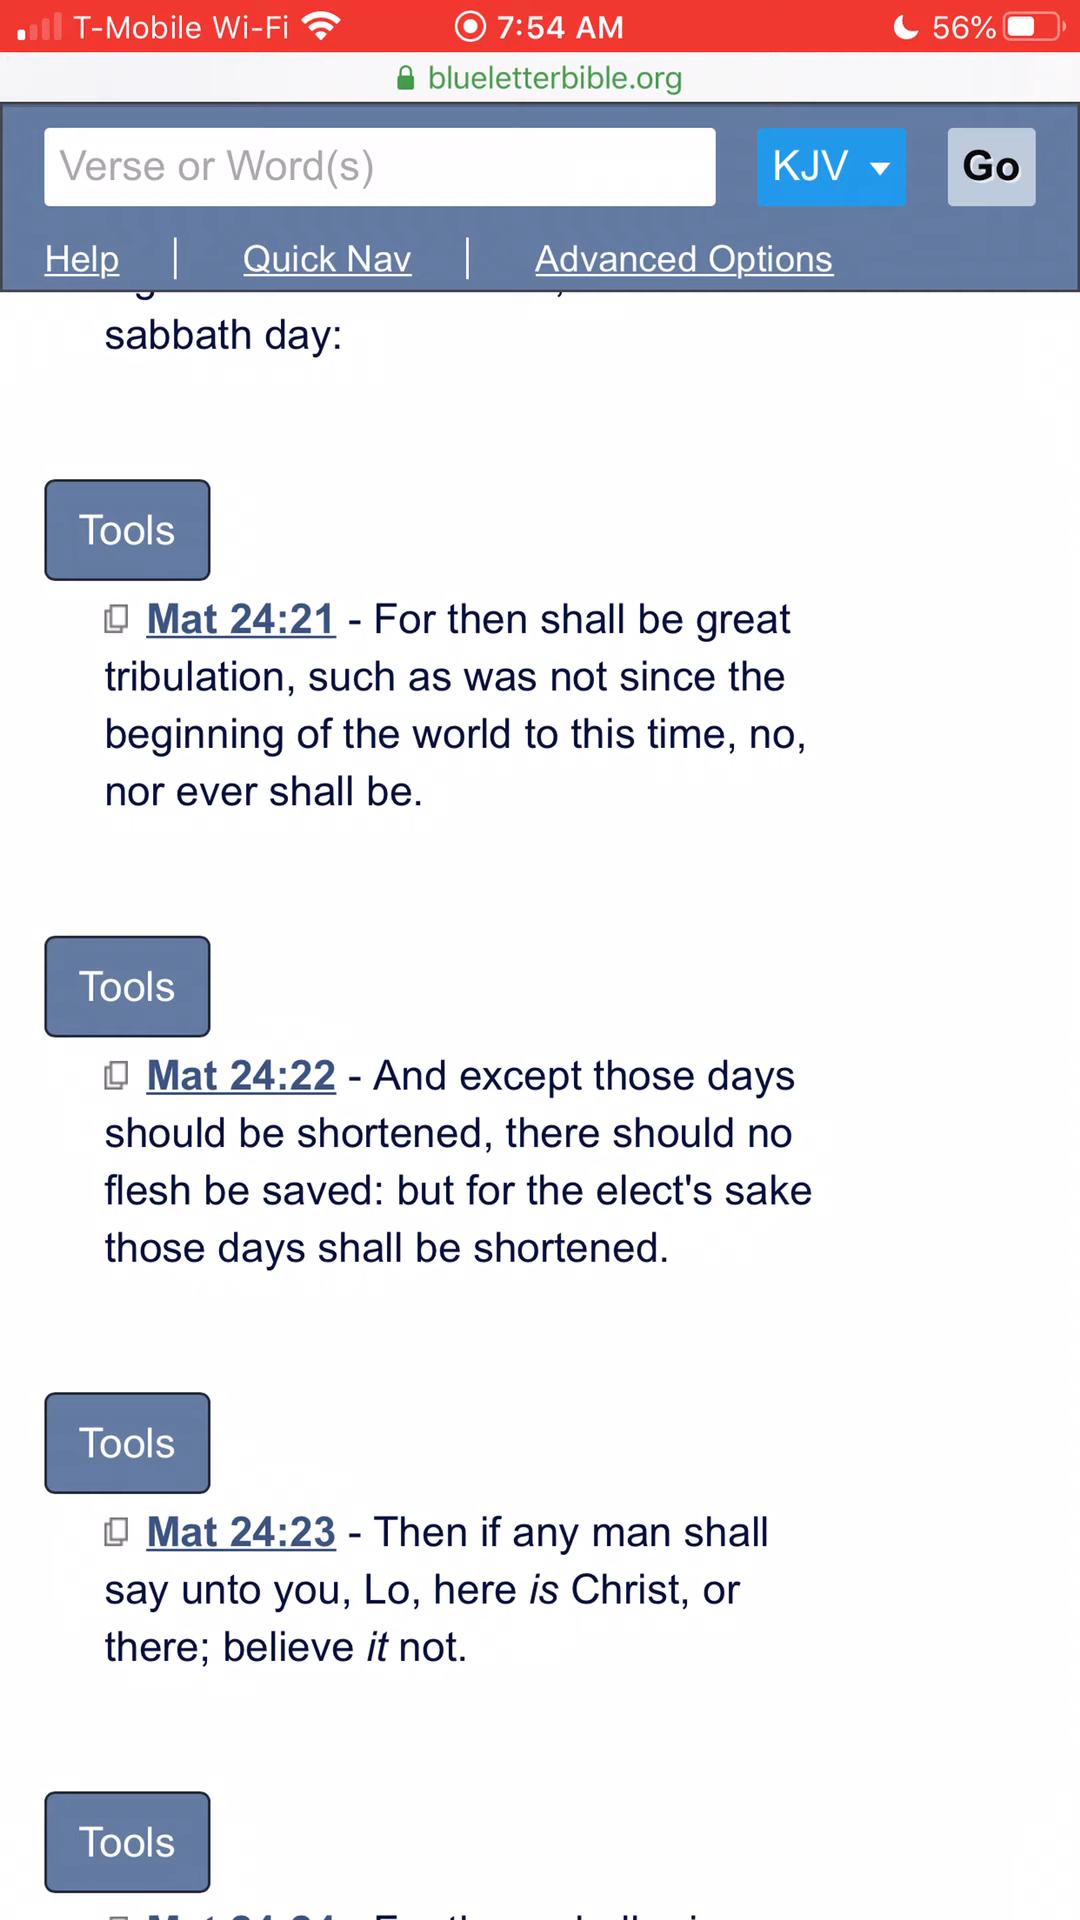 T-Mobile Wi-Fi 7:54 AM 56%
blueletterbible.org
Verse or Word(s) KJV Go
Help | Quick Nav | Advanced Options
sabbath day:
Tools
Mat 24:21 - For then shall be great
tribulation, such as was not since the
beginning of the world to this time, no,
nor ever shall be.
Tools
Mat 24:22 - And except those days
should be shortened, there should no
flesh be saved: but for the elect's sake
those days shall be shortened.
Tools
Mat 24:23 - Then if any man shall
say unto you, Lo, here is Christ, or
there; believe it not.
Tools